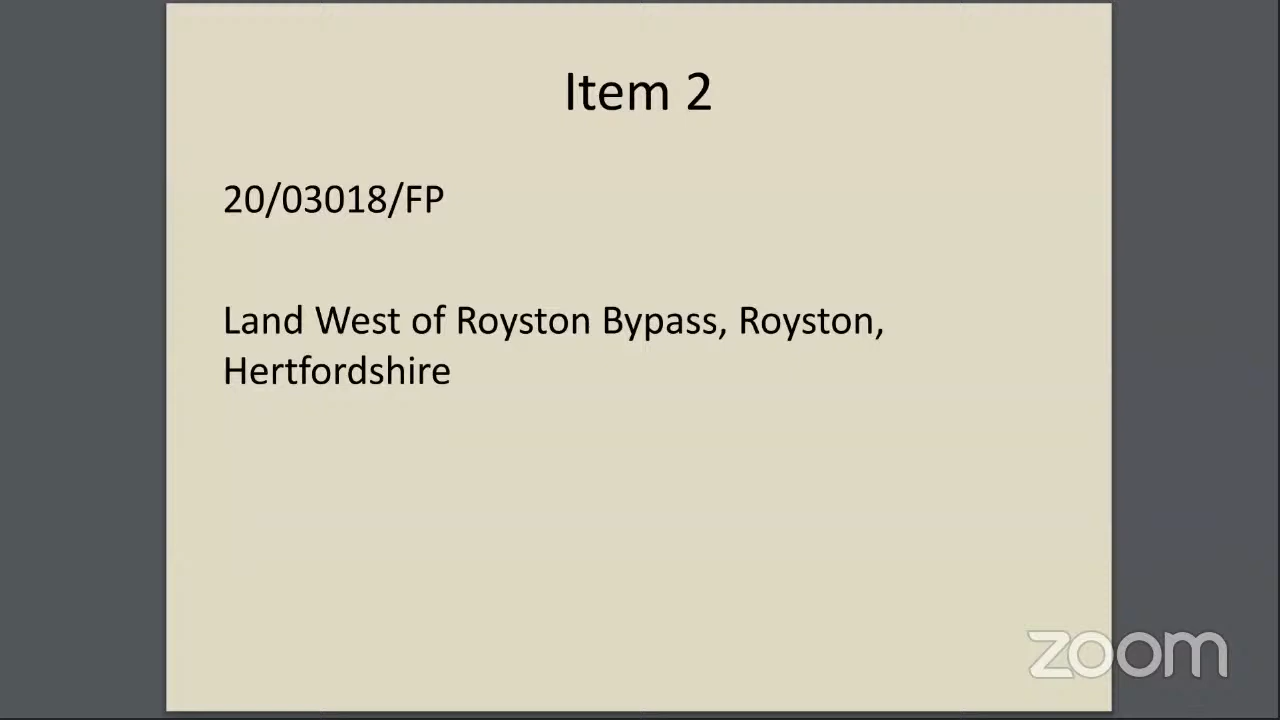 Item 2
20/03018/FP
Land West of Royston Bypass, Royston,
Hertfordshire
zoom